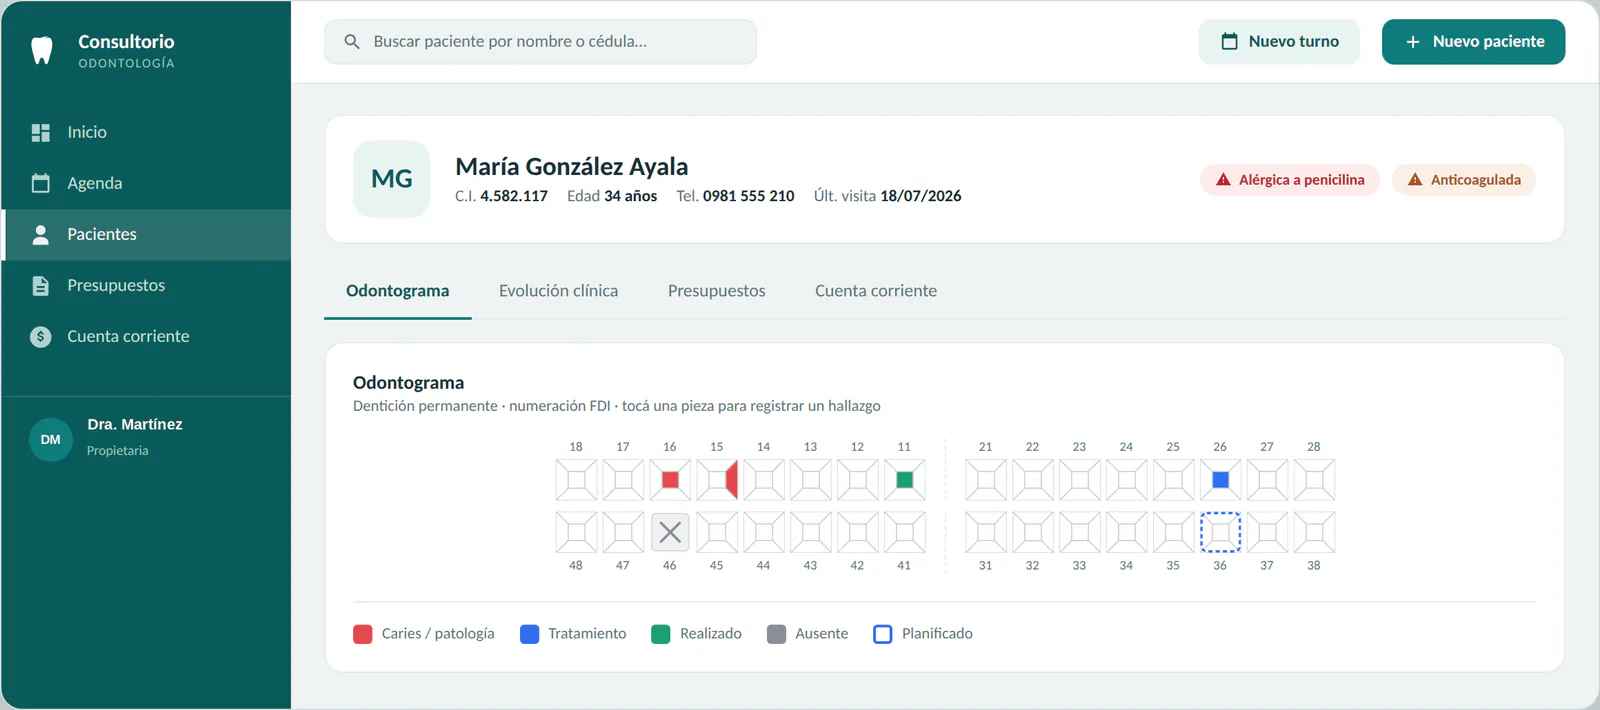 Consultorio
ODONTOLOGÍA
Inicio
Agenda
Pacientes
Presupuestos
Cuenta corriente
DM
Dra. Martínez
Propietaria
Buscar paciente por nombre o cédula...
Nuevo turno
+ Nuevo paciente
MG
María González Ayala
C.I. 4.582.117 Edad 34 años Tel. 0981 555 210 Últ. visita 18/07/2026
Alérgica a penicilina
Anticoagulada
Odontograma Evolución clínica Presupuestos Cuenta corriente
Odontograma
Dentición permanente · numeración FDI · tocá una pieza para registrar un hallazgo
18 17 16 15 14 13 12 11 21 22 23 24 25 26 27 28
48 47 46 45 44 43 42 41 31 32 33 34 35 36 37 38
Caries / patología Tratamiento Realizado Ausente Planificado